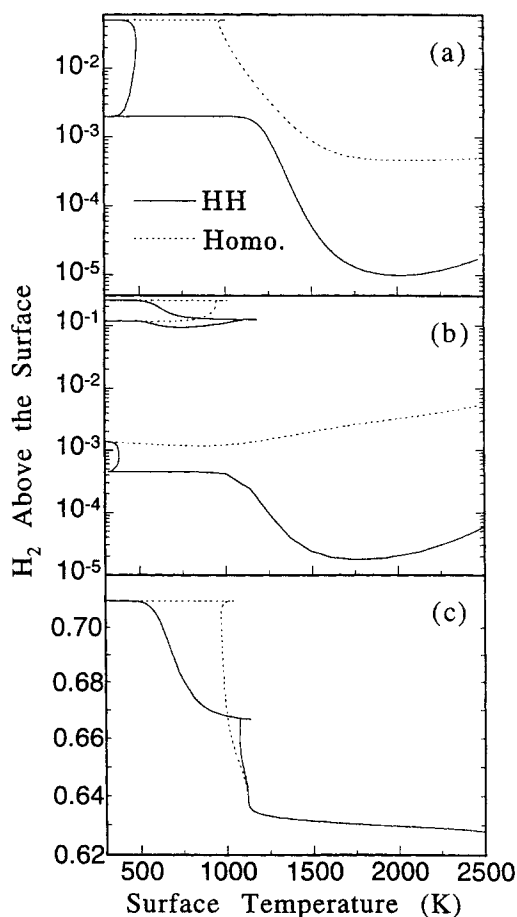 (a)
10-2
10-3
10-4
10-5
HH
Homo.
(b)
10-1
10-2
10-3
10-4
10-5
H2 Above the Surface
(c)
0.70
0.68
0.66
0.64
0.62
500 1000 1500 2000 2500
Surface Temperature (K)